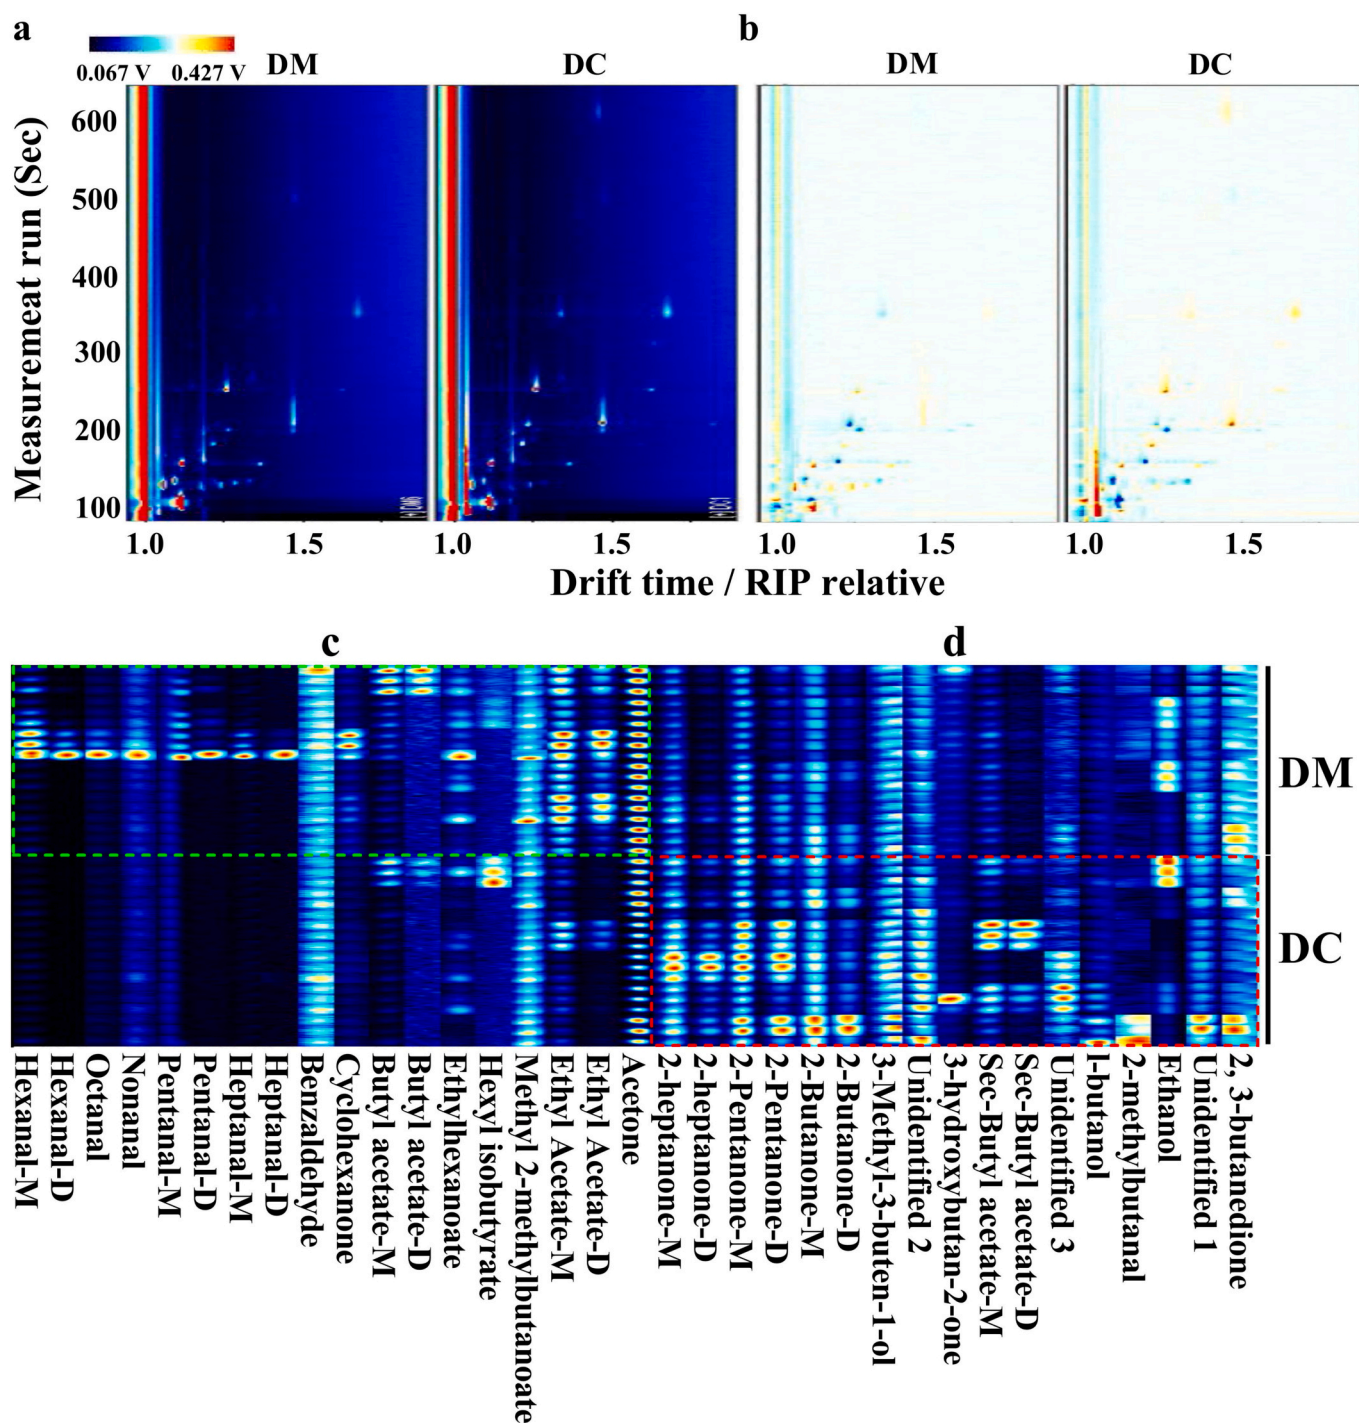 a
b
0.067 V 0.427 V
DM
DC
DM
DC
Measuremeat run (Sec)
600
500
400
300
200
100
1.0
1.5
1.0
1.5
1.0
1.5
1.0
1.5
Drift time / RIP relative
c
d
DM
DC
Hexanal-M
Hexanal-D
Octanal
Nonanal
Pentanal-M
Pentanal-D
Heptanal-M
Heptanal-D
Benzaldehyde
Cyclohexanone
Butyl acetate-M
Butyl acetate-D
Ethylhexanoate
Hexyl isobutyrate
Methyl 2-methylbutanoate
Ethyl Acetate-M
Ethyl Acetate-D
Acetone
2-heptanone-M
2-heptanone-D
2-Pentanone-M
2-Pentanone-D
2-Butanone-M
2-Butanone-D
3-Methyl-3-buten-1-ol
Unidentified 2
3-hydroxybutan-2-one
Sec-Butyl acetate-M
Sec-Butyl acetate-D
Unidentified 3
1-butanol
2-methylbutanal
Ethanol
Unidentified 1
2, 3-butanedione